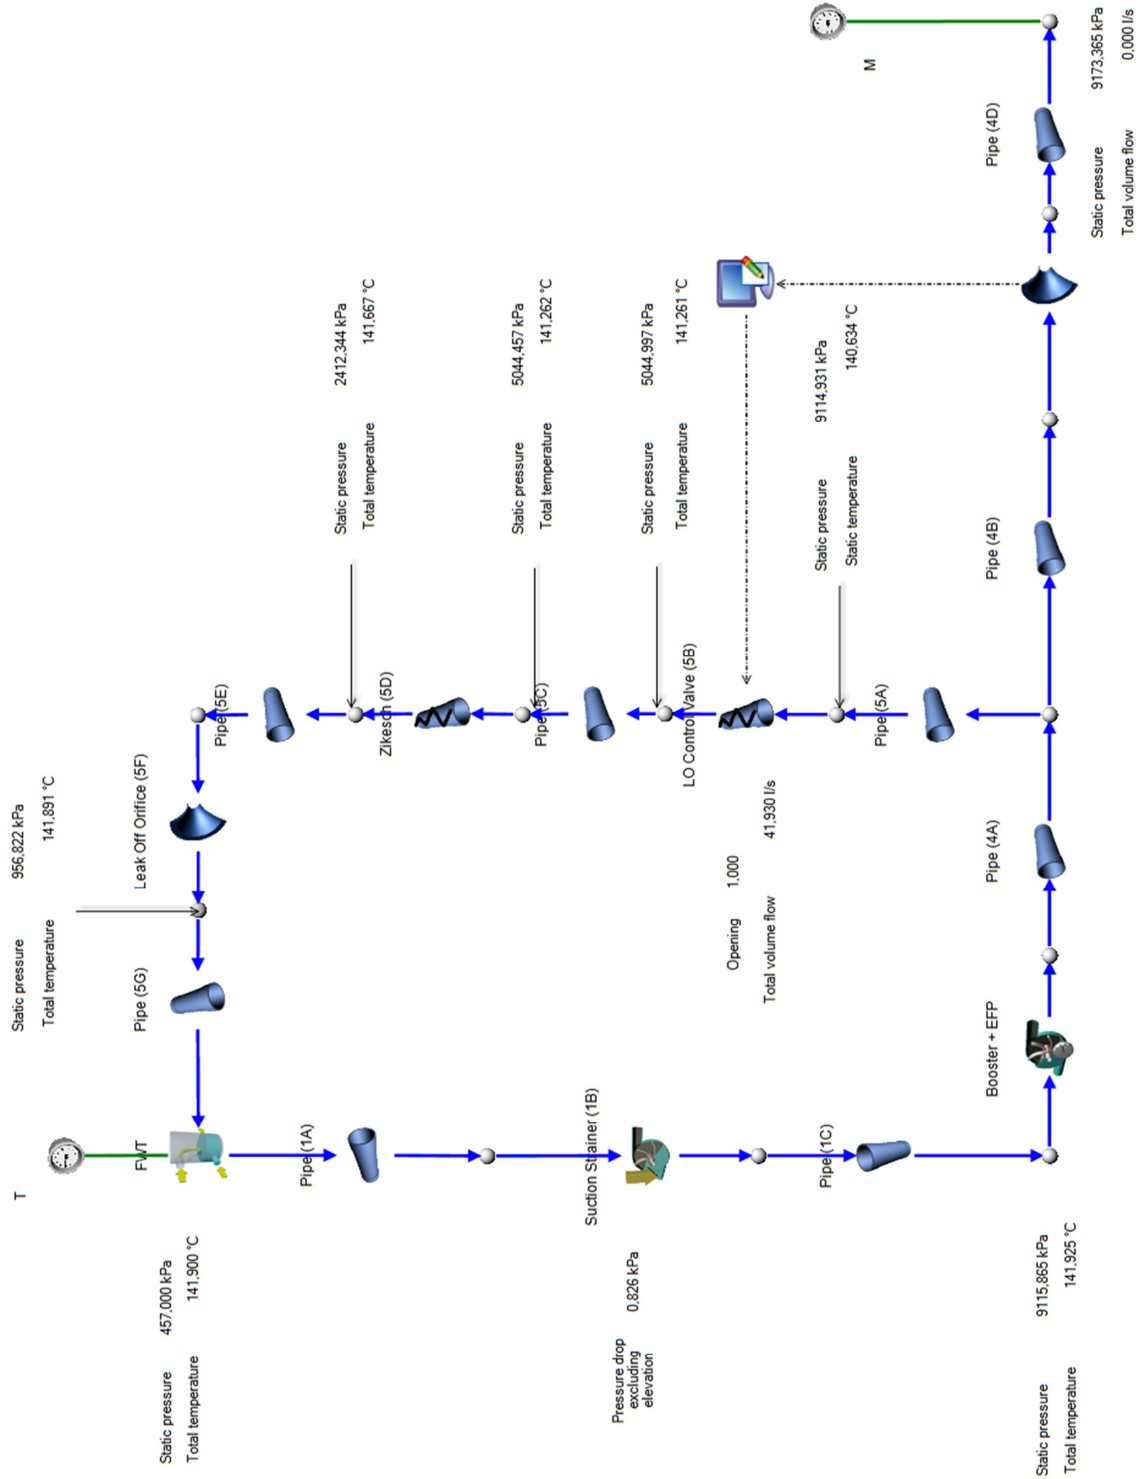 T
Static pressure 956,822 kPa
Total temperature 141,891 °C
FWT
Pipe (5G)
Leak Off Orifice (5F)
Static pressure 457,000 kPa
Total temperature 141,900 °C
Pipe (5E)
Pipe (1A)
Static pressure 2412,344 kPa
Total temperature 141,667 °C
Zikesch (5D)
Static pressure 5044,457 kPa
Total temperature 141,262 °C
Pipe (5C)
Suction Strainer (1B)
Pressure drop
excluding 0,826 kPa
elevation
Static pressure 5044,997 kPa
Total temperature 141,261 °C
LO Control Valve (5B)
Opening 1,000
Total volume flow 41,930 l/s
Static pressure 9114,931 kPa
Static temperature 140,634 °C
Pipe (1C)
Pipe (5A)
M
Booster + EFP
Pipe (4A)
Pipe (4B)
Pipe (4D)
Static pressure 9115,865 kPa
Total temperature 141,925 °C
Static pressure 9173,365 kPa
Total volume flow 0,000 l/s